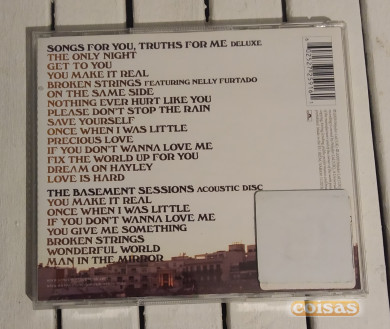 SONGS FOR YOU, TRUTHS FOR ME DELUXE
THE ONLY NIGHT
GET TO YOU
YOU MAKE IT REAL
BROKEN STRINGS FEATURING NELLY FURTADO
ON THE SAME SIDE
NOTHING EVER HURT LIKE YOU
PLEASE DON'T STOP THE RAIN
SAVE YOURSELF
ONCE WHEN I WAS LITTLE
PRECIOUS LOVE
IF YOU DON'T WANNA LOVE ME
FIX THE WORLD UP FOR YOU
DREAM ON HAYLEY
LOVE IS HARD
THE BASEMENT SESSIONS ACOUSTIC DISC
YOU MAKE IT REAL
ONCE WHEN I WAS LITTLE
IF YOU DON'T WANNA LOVE ME
YOU GIVE ME SOMETHING
BROKEN STRINGS
WONDERFUL WORLD
MAN IN THE MIRROR
coisas